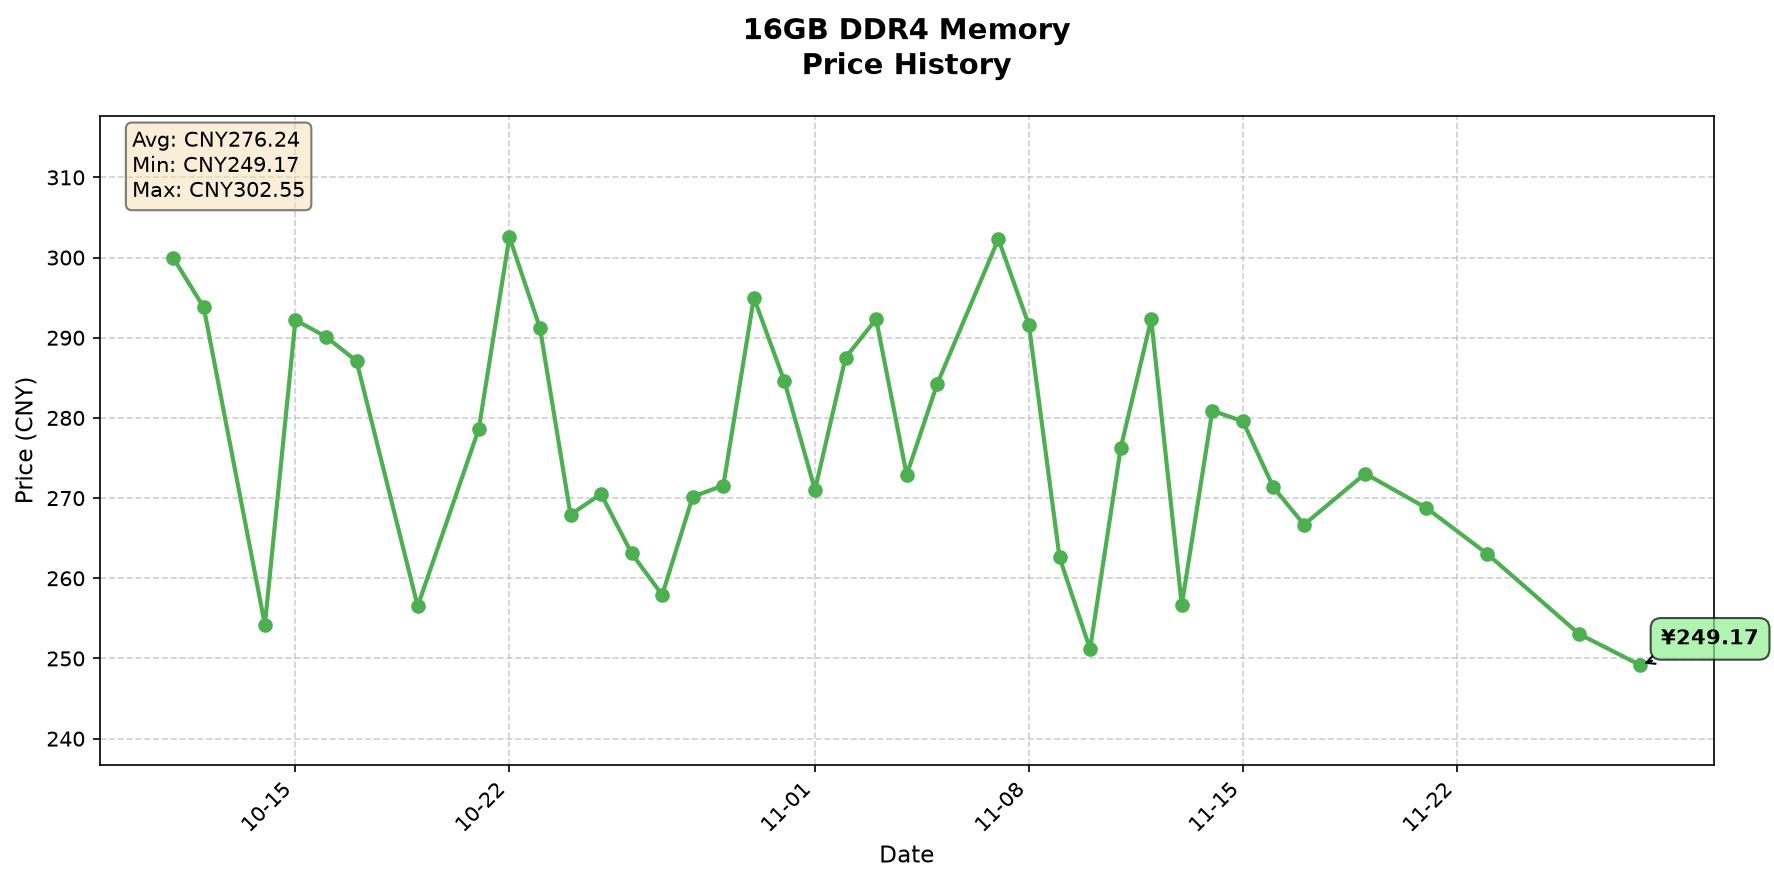 16GB DDR4 Memory
Price History
Avg: CNY276.24
Min: CNY249.17
Max: CNY302.55
310
300
290
280
270
260
250
240
Price (CNY)
¥249.17
10-15
10-22
11-01
11-08
11-15
11-22
Date